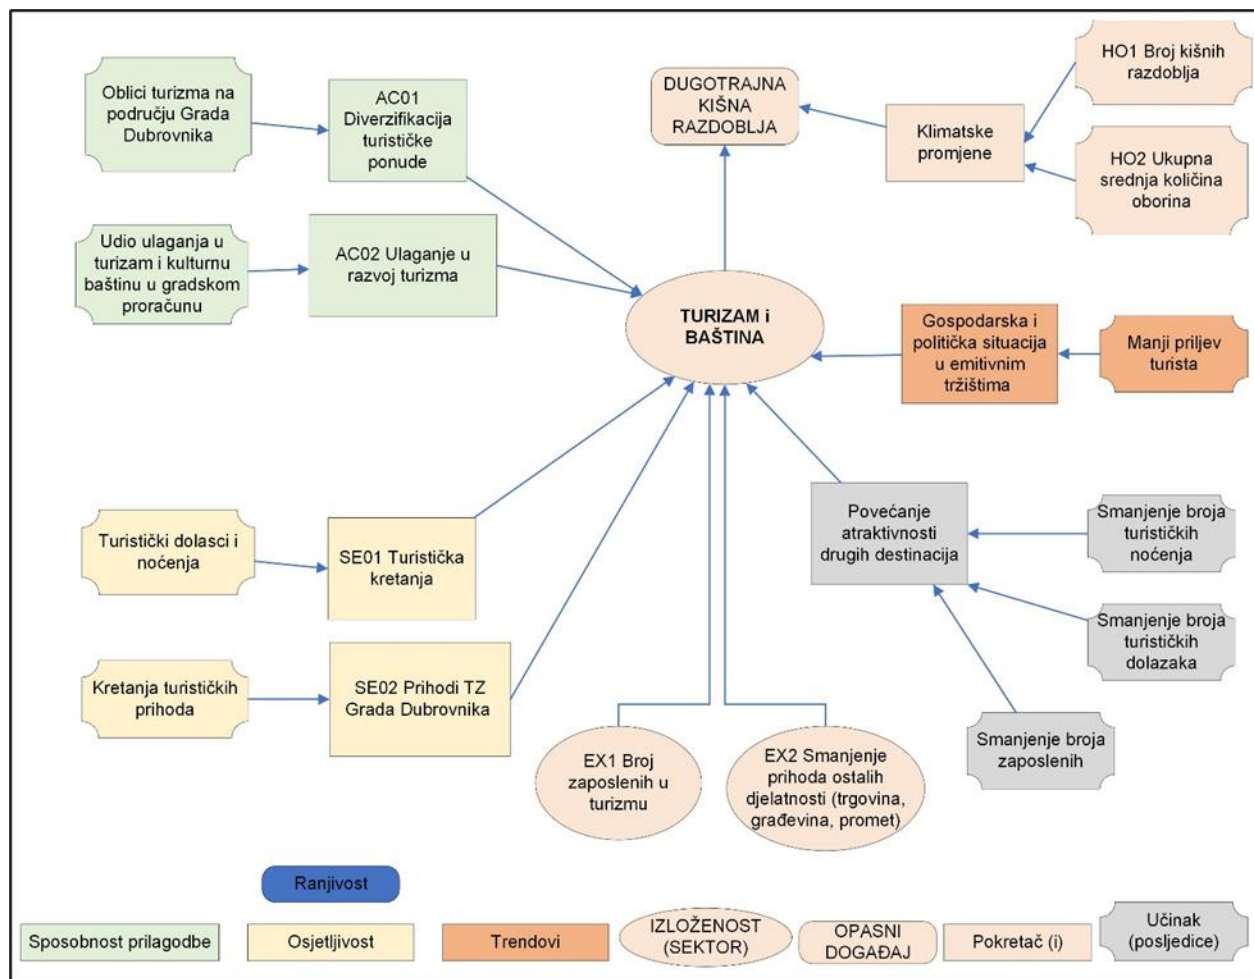 Oblici turizma na
području Grada
Dubrovnika
AC01
Diverzifikacija
turističke
ponude
DUGOTRAJNA
KIŠNA
RAZDOBLJA
Klimatske
promjene
HO1 Broj kišnih
razdoblja
HO2 Ukupna
srednja količina
oborina
Udio ulaganja u
turizam i kulturnu
baštinu u gradskom
proračunu
AC02 Ulaganje u
razvoj turizma
TURIZAM i
BAŠTINA
Gospodarska i
politička situacija
u emitivnim
tržištima
Manji priljev
turista
Turistički dolasci i
noćenja
SE01 Turistička
kretanja
Povećanje
atraktivnosti
drugih destinacija
Smanjenje broja
turističkih
noćenja
Smanjenje broja
turističkih
dolazaka
Kretanja turističkih
prihoda
SE02 Prihodi TZ
Grada Dubrovnika
Smanjenje broja
zaposlenih
EX1 Broj
zaposlenih u
turizmu
EX2 Smanjenje
prihoda ostalih
djelatnosti (trgovina,
građevina, promet)
Ranjivost
Sposobnost prilagodbe
Osjetljivost
Trendovi
IZLOŽENOST
(SEKTOR)
OPASNI
DOGAĐAJ
Pokretač (i)
Učinak
(posljedice)